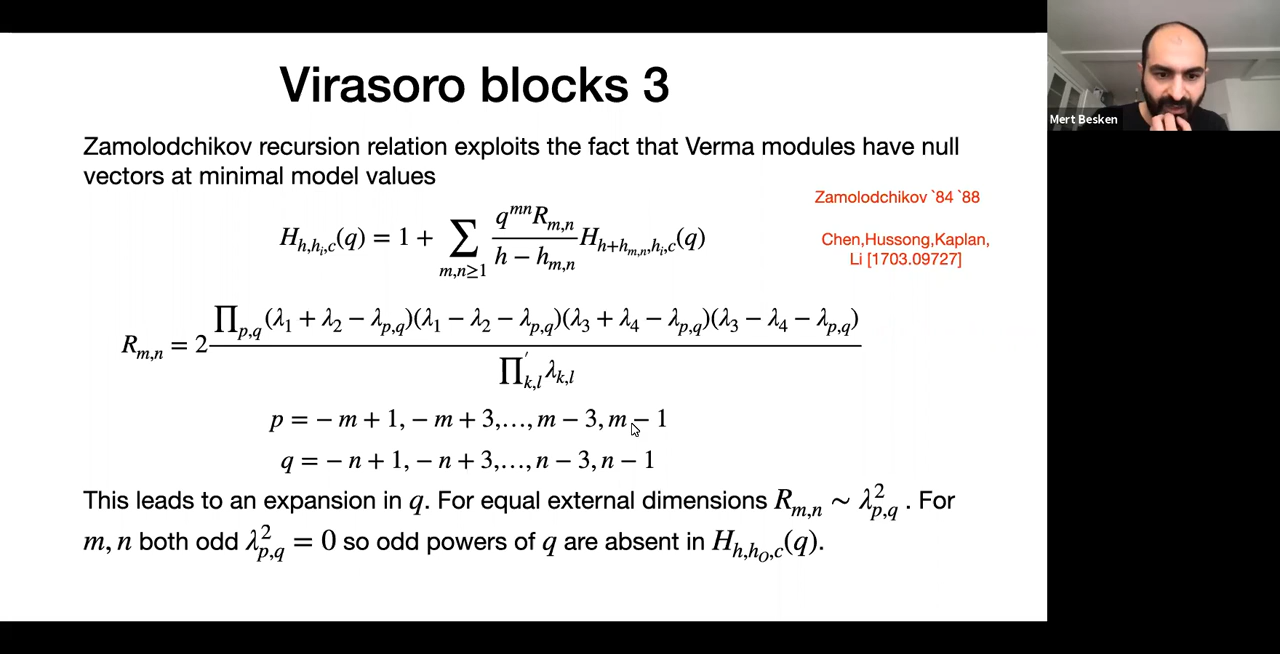 Virasoro blocks 3
Zamolodchikov recursion relation exploits the fact that Verma modules have null
vectors at minimal model values
Zamolodchikov `84 `88
Chen,Hussong,Kaplan,
Li [1703.09727]
H_{h,h_i,c}(q) = 1 + ∑_{m,n≥1} \frac{q^{mn} R_{m,n}}{h − h_{m,n}} H_{h+h_{m,n},h_i,c}(q)
R_{m,n} = 2 \frac{∏_{p,q}(λ_1 + λ_2 − λ_{p,q})(λ_1 − λ_2 − λ_{p,q})(λ_3 + λ_4 − λ_{p,q})(λ_3 − λ_4 − λ_{p,q})}{∏'_{k,l} λ_{k,l}}
p = − m + 1, − m + 3,…, m − 3, m − 1
q = − n + 1, − n + 3,…, n − 3, n − 1
This leads to an expansion in q. For equal external dimensions R_{m,n} ∼ λ²_{p,q} . For
m, n both odd λ²_{p,q} = 0 so odd powers of q are absent in H_{h,h_O,c}(q).
Mert Besken